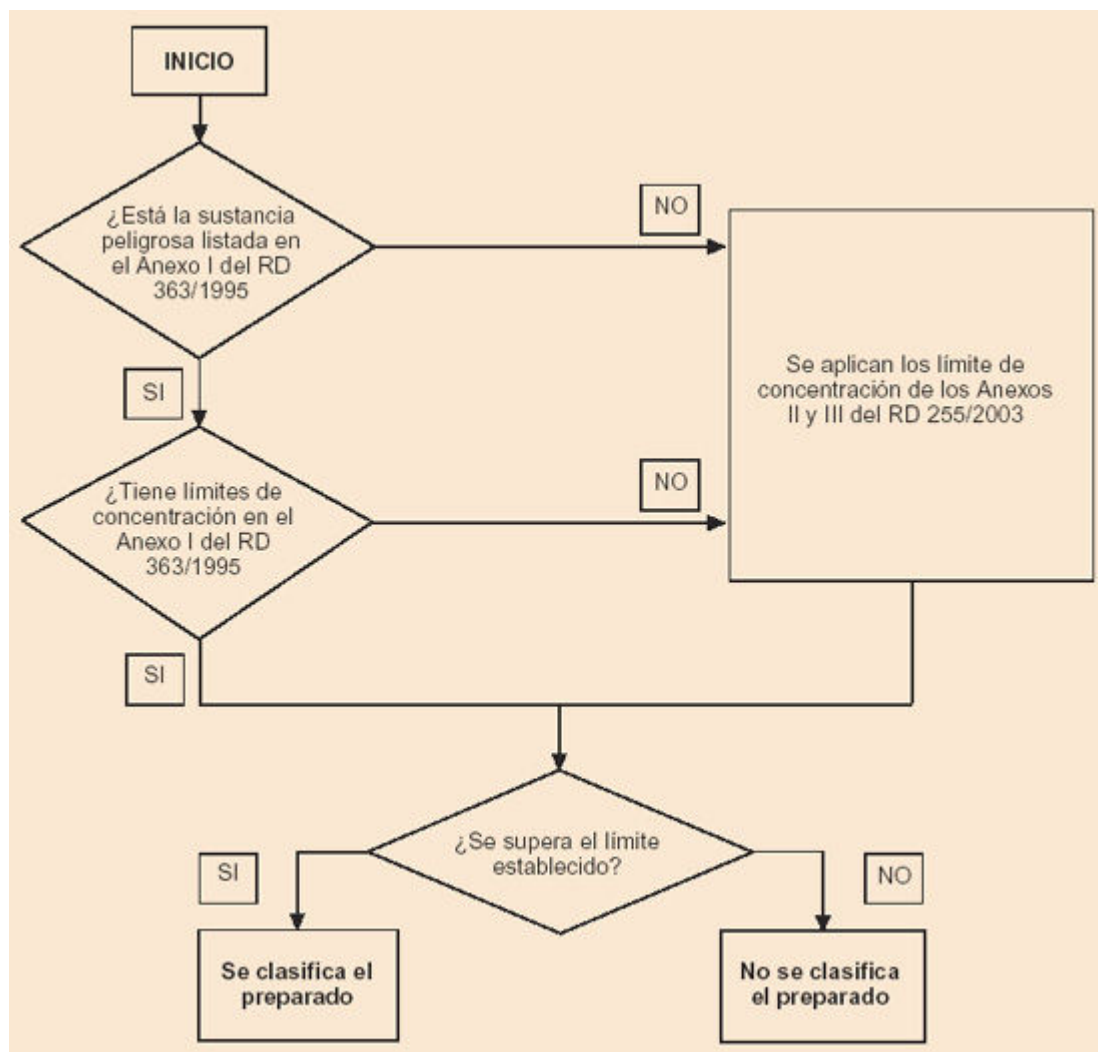 INICIO
¿Está la sustancia
peligrosa listada en
el Anexo I del RD
363/1995
NO
SI
Se aplican los límite de
concentración de los Anexos
II y III del RD 255/2003
¿Tiene límites de
concentración en el
Anexo I del RD
363/1995
NO
SI
¿Se supera el límite
establecido?
SI
NO
Se clasifica el
preparado
No se clasifica
el preparado